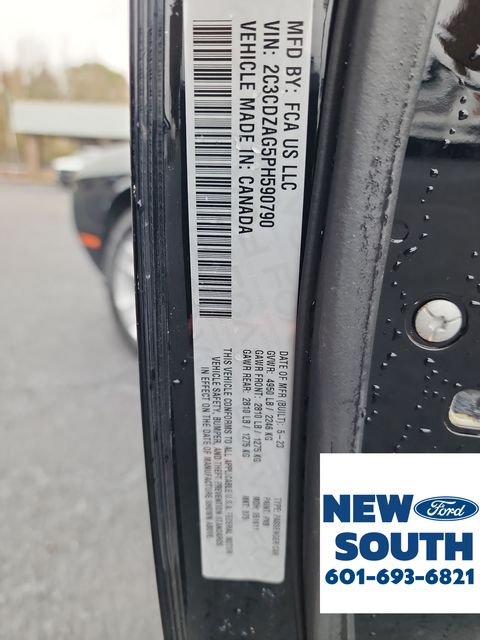 MFD BY: FCA US LLC
VIN: 2C3CDZAG5PH590790
VEHICLE MADE IN: CANADA
DATE OF MFR (BUILT): 5-23
GVWR: 4950 LB / 2246 KG
GAWR FRONT: 2810 LB / 1275 KG
GAWR REAR: 2810 LB / 1275 KG
TYPE: PASSENGER CAR
THIS VEHICLE CONFORMS TO ALL APPLICABLE U.S.A. FEDERAL MOTOR
VEHICLE SAFETY, BUMPER, AND THEFT PREVENTION STANDARDS
IN EFFECT ON THE DATE OF MANUFACTURE SHOWN ABOVE
NEW Ford
SOUTH
601-693-6821